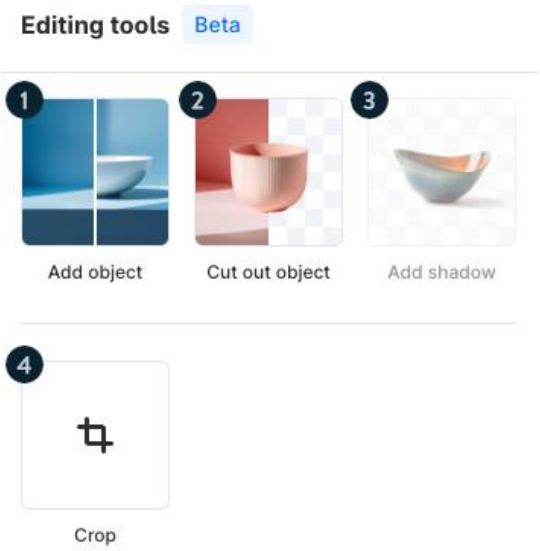 Editing tools Beta
1 2 3
Add object Cut out object Add shadow
4
Crop